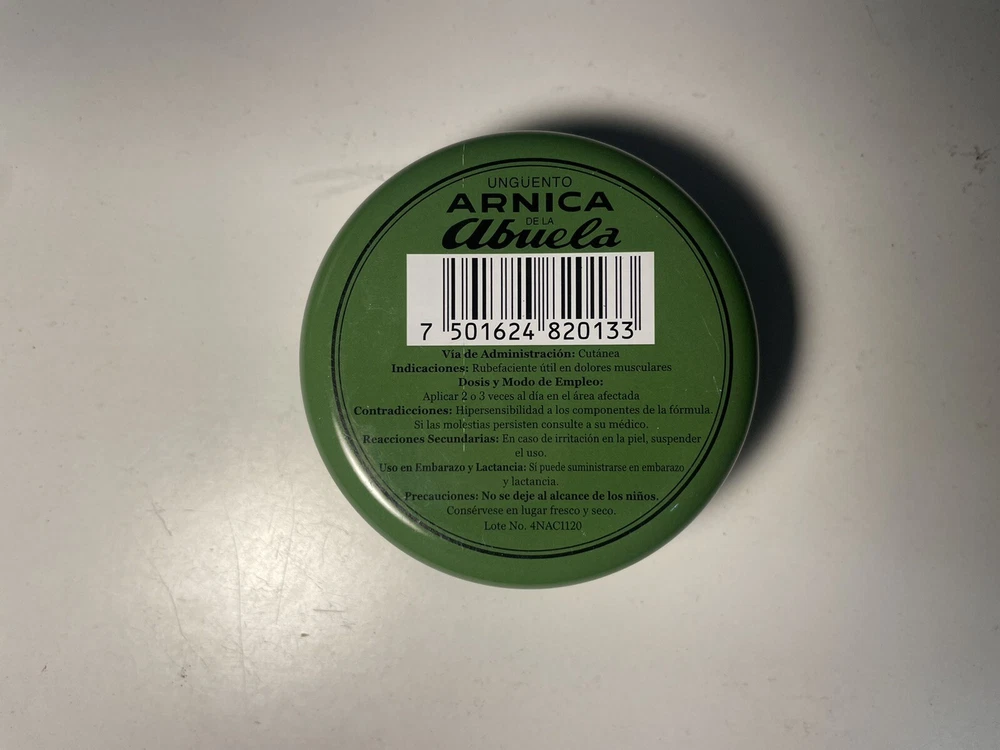 UNGÜENTO
ARNICA
DE LA
Abuela
7 501624 820133
Vía de Administración: Cutánea
Indicaciones: Rubefaciente útil en dolores musculares
Dosis y Modo de Empleo:
Aplicar 2 o 3 veces al día en el área afectada
Contradicciones: Hipersensibilidad a los componentes de la fórmula.
Si las molestias persisten consulte a su médico.
Reacciones Secundarias: En caso de irritación en la piel, suspender
el uso.
Uso en Embarazo y Lactancia: Sí puede suministrarse en embarazo
y lactancia.
Precauciones: No se deje al alcance de los niños.
Consérvese en lugar fresco y seco.
Lote No. 4NAC1120